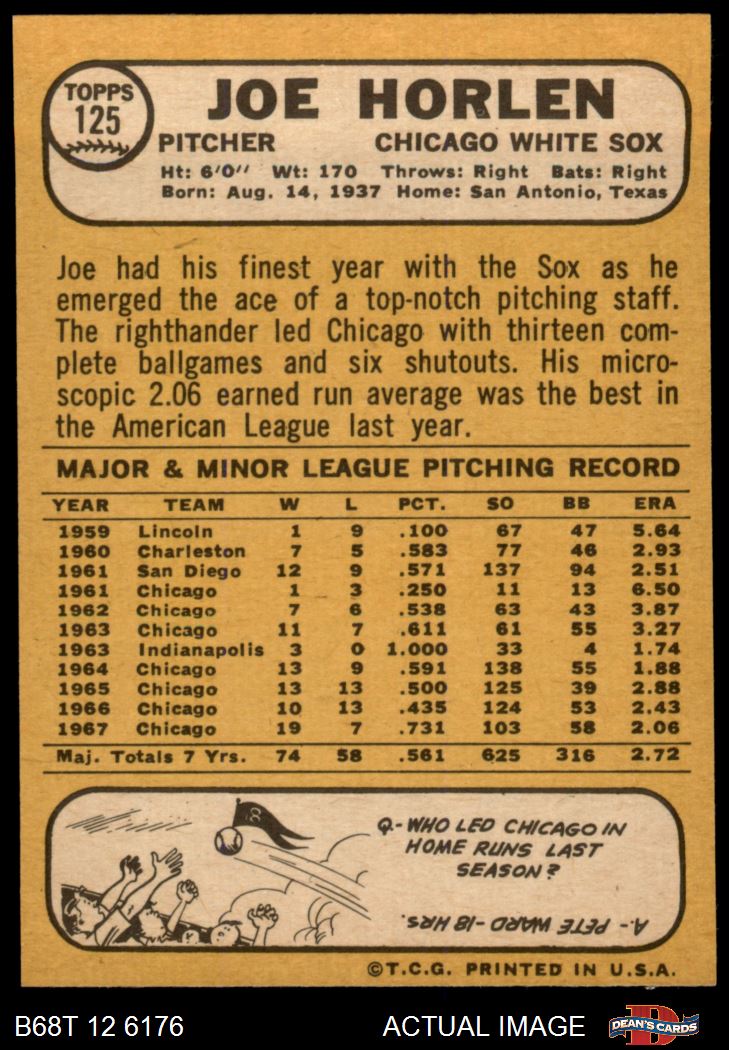 TOPPS
125
JOE HORLEN
PITCHER CHICAGO WHITE SOX
Ht: 6'0'' Wt: 170 Throws: Right Bats: Right
Born: Aug. 14, 1937 Home: San Antonio, Texas
Joe had his finest year with the Sox as he
emerged the ace of a top-notch pitching staff.
The righthander led Chicago with thirteen com-
plete ballgames and six shutouts. His micro-
scopic 2.06 earned run average was the best in
the American League last year.
MAJOR & MINOR LEAGUE PITCHING RECORD
YEAR TEAM W L PCT. SO BB ERA
1959 Lincoln 1 9 .100 67 47 5.64
1960 Charleston 7 5 .583 77 46 2.93
1961 San Diego 12 9 .571 137 94 2.51
1961 Chicago 1 3 .250 11 13 6.50
1962 Chicago 7 6 .538 63 43 3.87
1963 Chicago 11 7 .611 61 55 3.27
1963 Indianapolis 3 0 1.000 33 4 1.74
1964 Chicago 13 9 .591 138 55 1.88
1965 Chicago 13 13 .500 125 39 2.88
1966 Chicago 10 13 .435 124 53 2.43
1967 Chicago 19 7 .731 103 58 2.06
Maj. Totals 7 Yrs. 74 58 .561 625 316 2.72
18
Q-WHO LED CHICAGO IN
HOME RUNS LAST
SEASON?
A.-PETE WARD-18 HRS.
©T.C.G. PRINTED IN U.S.A.
B68T 12 6176 ACTUAL IMAGE
D
DEAN'S CARDS